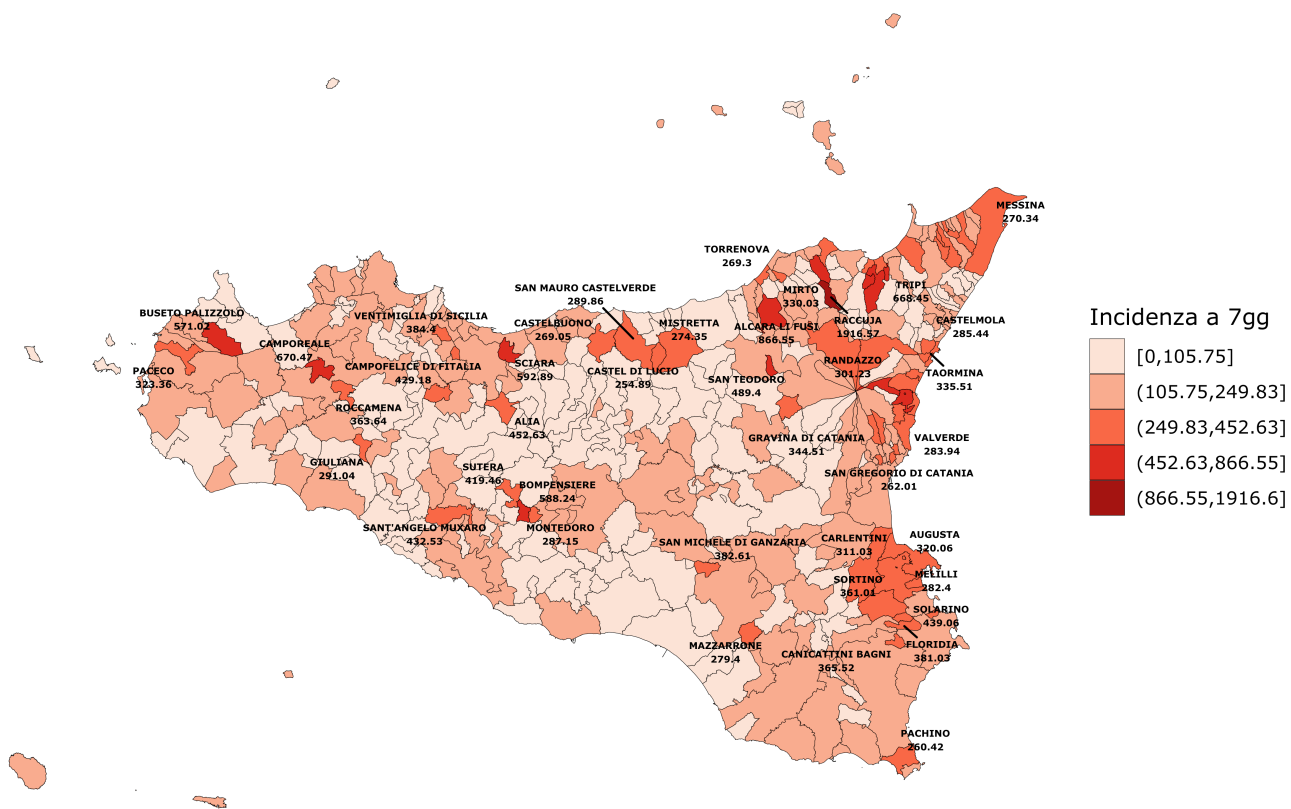 MESSINA
270.34
TORRENOVA
269.3
SAN MAURO CASTELVERDE
289.86
MIRTO
330.03
TRIPI
668.45
BUSETO PALIZZOLO
571.02
VENTIMIGLIA DI SICILIA
384.4
CASTELBUONO
269.05
MISTRETTA
274.35
ALCARA LI FUSI
866.55
RACCUJA
1916.57
CASTELMOLA
285.44
CAMPOREALE
670.47
PACECO
323.36
CAMPOFELICE DI FITALIA
429.18
SCIARA
592.89
CASTEL DI LUCIO
254.89
SAN TEODORO
489.4
RANDAZZO
301.23
TAORMINA
335.51
ROCCAMENA
363.64
ALIA
452.63
GRAVINA DI CATANIA
344.51
VALVERDE
283.94
GIULIANA
291.04
SUTERA
419.46
BOMPENSIERE
588.24
SAN GREGORIO DI CATANIA
262.01
SANT'ANGELO MUXARO
432.53
MONTEDORO
287.15
SAN MICHELE DI GANZARIA
382.61
CARLENTINI
311.03
AUGUSTA
320.06
SORTINO
361.01
MELILLI
282.4
SOLARINO
439.06
MAZZARRONE
279.4
CANICATTINI BAGNI
365.52
FLORIDIA
381.03
PACHINO
260.42
Incidenza a 7gg
[0,105.75]
(105.75,249.83]
(249.83,452.63]
(452.63,866.55]
(866.55,1916.6]